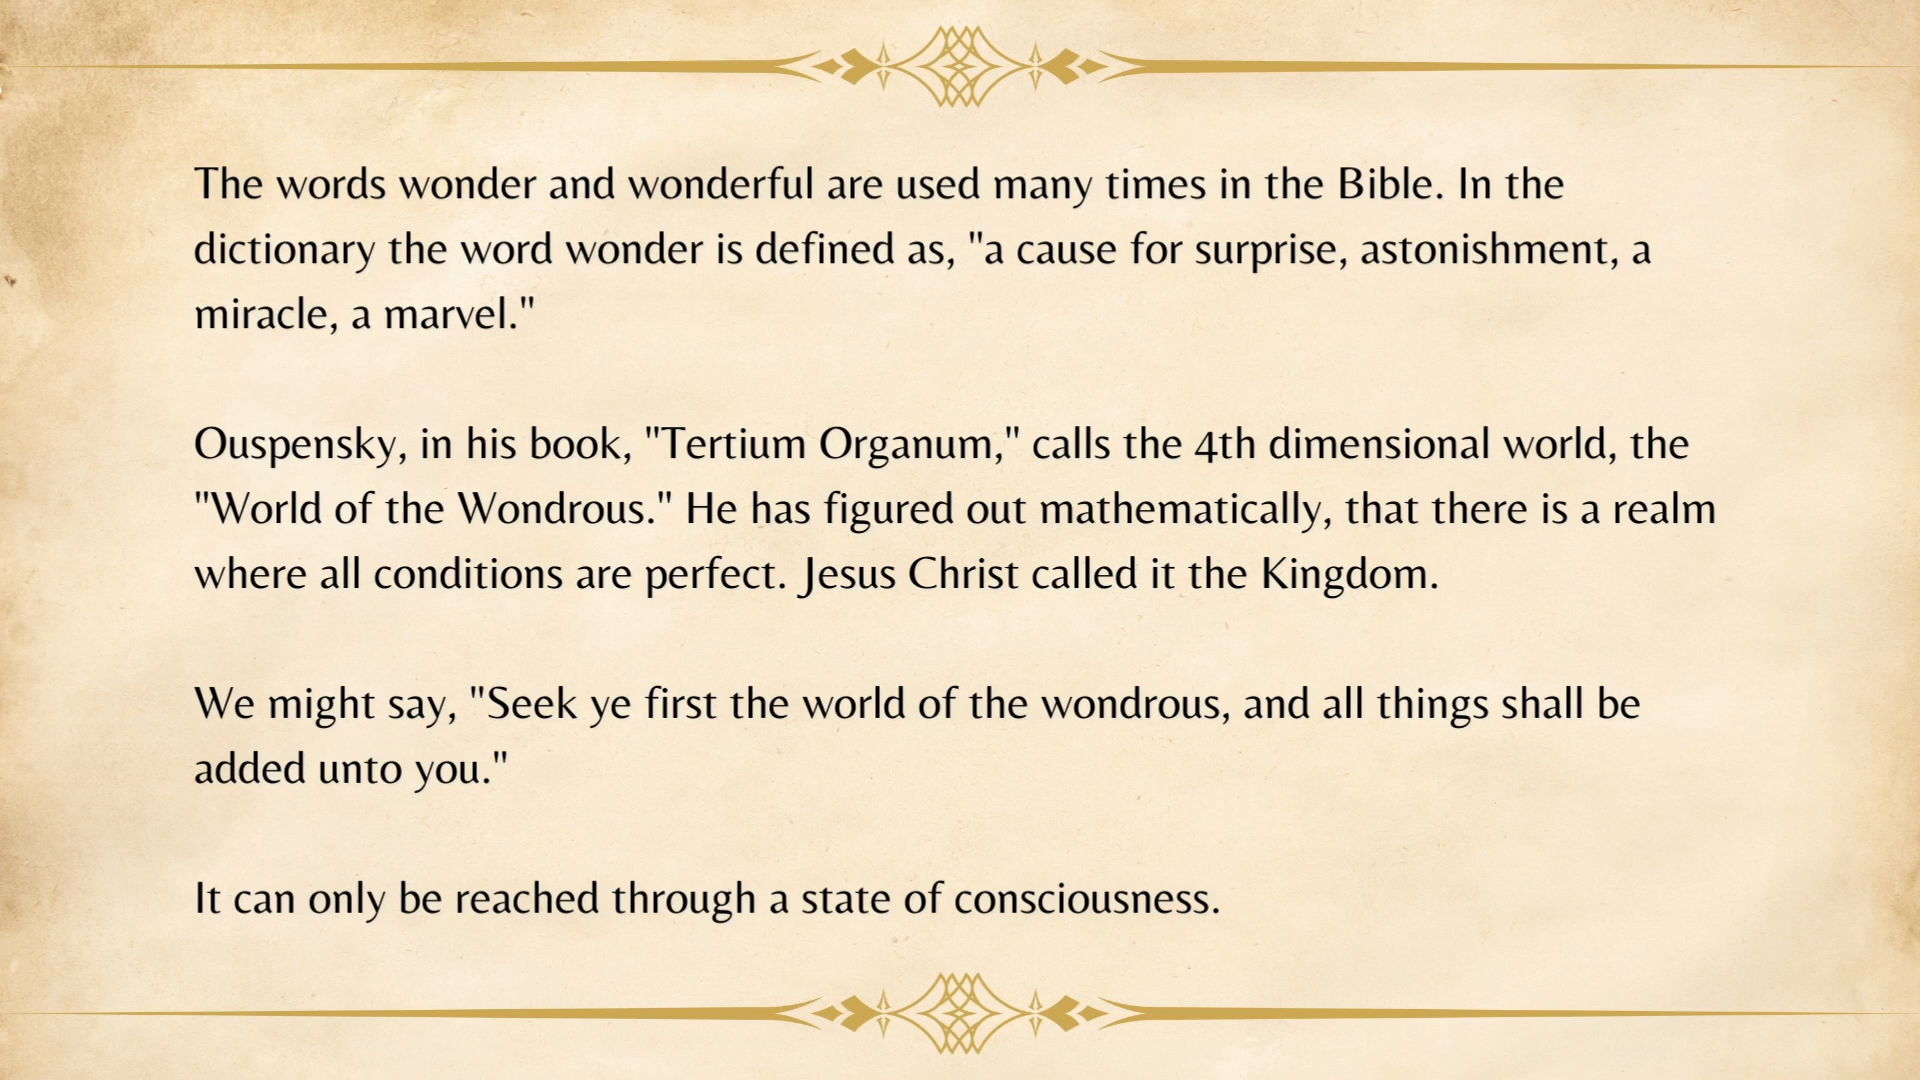 The words wonder and wonderful are used many times in the Bible. In the
dictionary the word wonder is defined as, "a cause for surprise, astonishment, a
miracle, a marvel."
Ouspensky, in his book, "Tertium Organum," calls the 4th dimensional world, the
"World of the Wondrous." He has figured out mathematically, that there is a realm
where all conditions are perfect. Jesus Christ called it the Kingdom.
We might say, "Seek ye first the world of the wondrous, and all things shall be
added unto you."
It can only be reached through a state of consciousness.